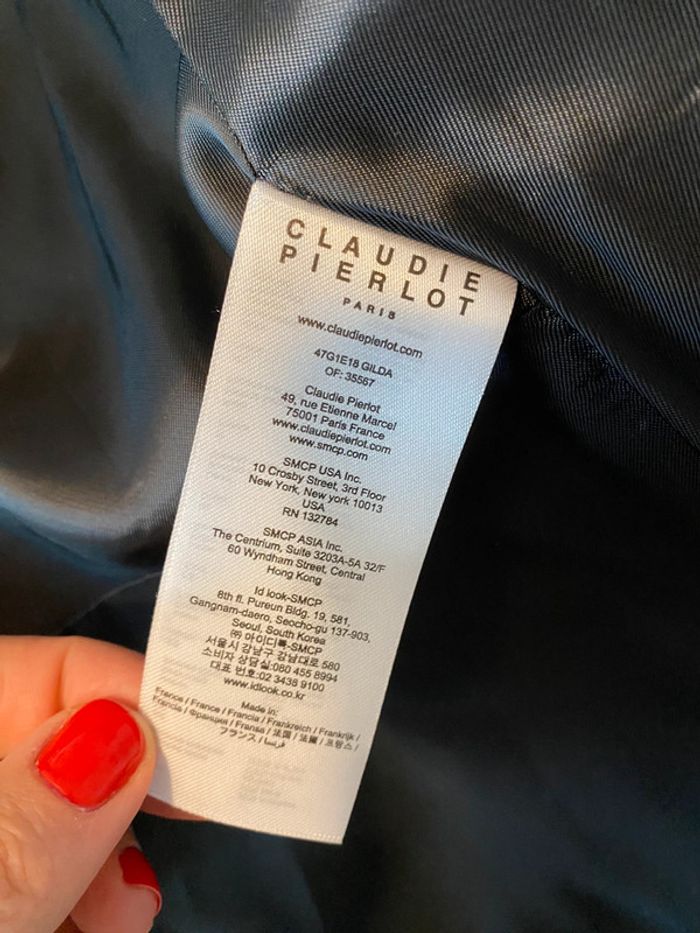 CLAUDIE
PIERLOT
PARIS
www.claudiepierlot.com
47G1E18 GILDA
OF: 35567
Claudie Pierlot
49, rue Etienne Marcel
75001 Paris France
www.claudiepierlot.com
www.smcp.com
SMCP USA Inc.
10 Crosby Street, 3rd Floor
New York, New york 10013
USA
RN 132784
SMCP ASIA Inc.
The Centrium, Suite 3203A-5A 32/F
60 Wyndham Street, Central
Hong Kong
Id look-SMCP
8th fl. Pureun Bldg. 19, 581,
Gangnam-daero, Seocho-gu 137-903,
Seoul, South Korea
㈜ 아이디룩-SMCP
서울시 강남구 강남대로 580
소비자 상담실:080 455 8994
대표 번호:02 3438 9100
www.idlook.co.kr
Made in:
France / France / Francia / Frankreich / Frankrijk /
Francie / Франция / Fransa / 法国 / 法國 / 프랑스 /
フランス / فرنسا